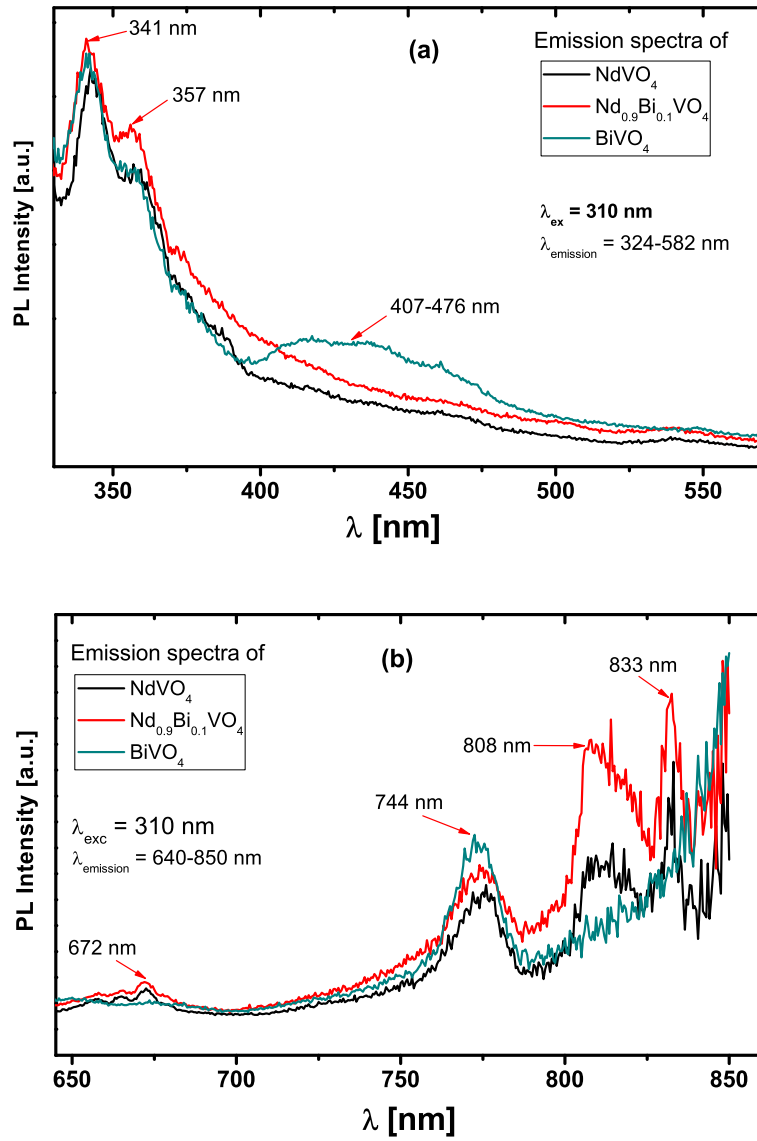 341 nm
(a)
Emission spectra of
NdVO₄
357 nm
Nd₀.₉Bi₀.₁VO₄
BiVO₄
λex = 310 nm
λemission = 324-582 nm
407-476 nm
PL Intensity [a.u.]
350 400 450 500 550
λ [nm]
Emission spectra of
(b)
833 nm
NdVO₄
Nd₀.₉Bi₀.₁VO₄
BiVO₄
808 nm
744 nm
λexc = 310 nm
λemission = 640-850 nm
672 nm
PL Intensity [a.u.]
650 700 750 800 850
λ [nm]